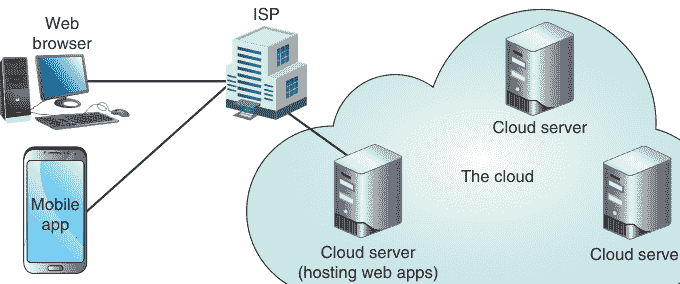 Web
browser
ISP
Mobile
app
Cloud server
The cloud
Cloud server
(hosting web apps)
Cloud serve